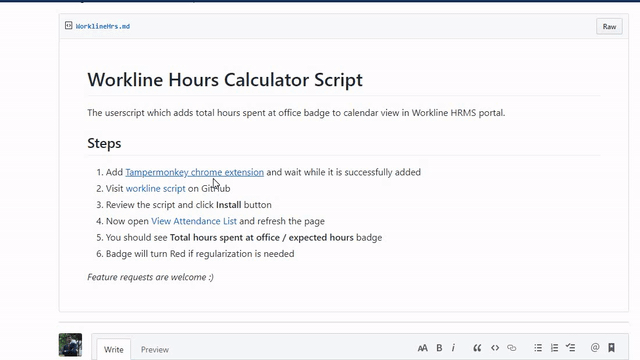 WorklineHrs.md
Raw
Workline Hours Calculator Script
The userscript which adds total hours spent at office badge to calendar view in Workline HRMS portal.
Steps
1. Add Tampermonkey chrome extension and wait while it is successfully added
2. Visit workline script on GitHub
3. Review the script and click Install button
4. Now open View Attendance List and refresh the page
5. You should see Total hours spent at office / expected hours badge
6. Badge will turn Red if regularization is needed
Feature requests are welcome :)
Write Preview AA B i